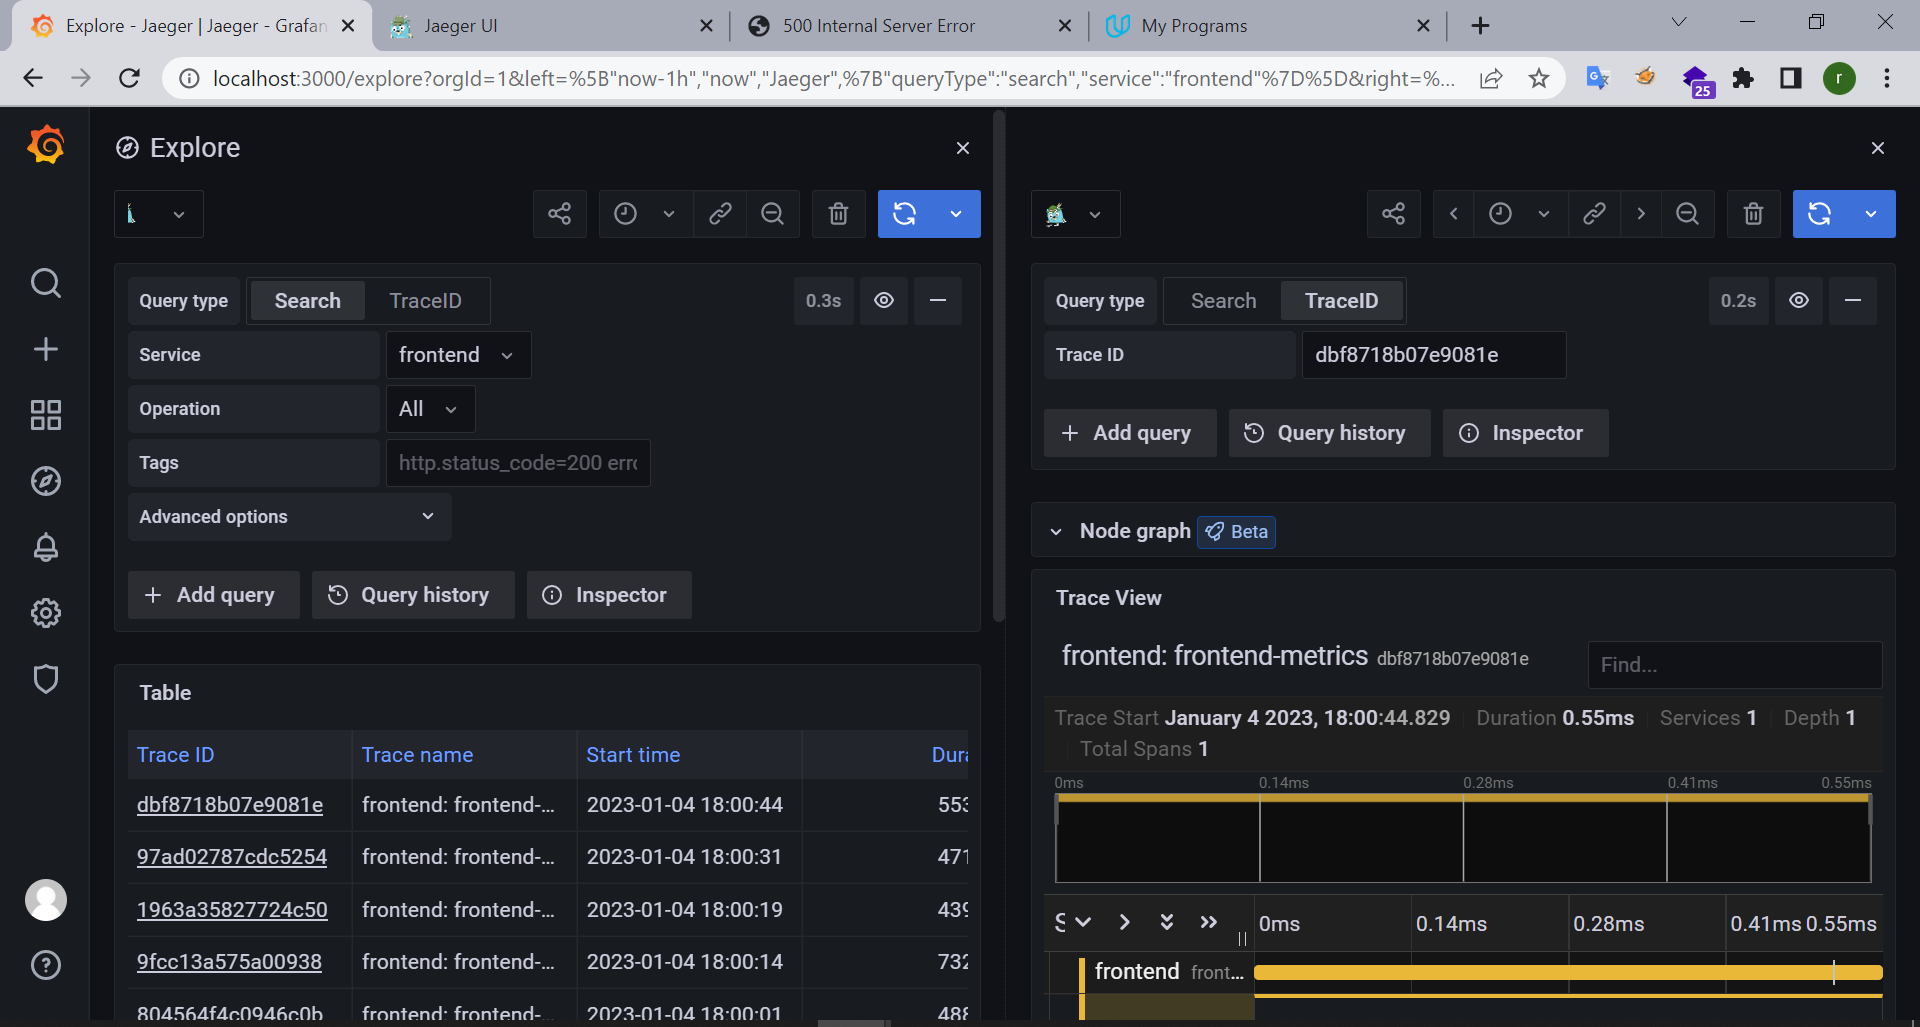 Explore - Jaeger | Jaeger - Grafan
Jaeger UI
500 Internal Server Error
My Programs
localhost:3000/explore?orgId=1&left=%5B"now-1h","now","Jaeger",%7B"queryType":"search","service":"frontend"%7D%5D&right=%...
25
r
Explore
Query type
Search
TraceID
0.3s
Service
frontend
Operation
All
Tags
http.status_code=200 erro
Advanced options
Add query
Query history
Inspector
Table
Trace ID
Trace name
Start time
Dura
dbf8718b07e9081e
frontend: frontend-...
2023-01-04 18:00:44
553
97ad02787cdc5254
frontend: frontend-...
2023-01-04 18:00:31
471
1963a35827724c50
frontend: frontend-...
2023-01-04 18:00:19
439
9fcc13a575a00938
frontend: frontend-...
2023-01-04 18:00:14
732
804564f4c0946c0b
frontend: frontend-...
2023-01-04 18:00:01
488
Query type
Search
TraceID
0.2s
Trace ID
dbf8718b07e9081e
Add query
Query history
Inspector
Node graph
Beta
Trace View
frontend: frontend-metrics dbf8718b07e9081e
Find...
Trace Start January 4 2023, 18:00:44.829
Duration 0.55ms
Services 1
Depth 1
Total Spans 1
0ms
0.14ms
0.28ms
0.41ms
0.55ms
S
0ms
0.14ms
0.28ms
0.41ms
0.55ms
frontend front...